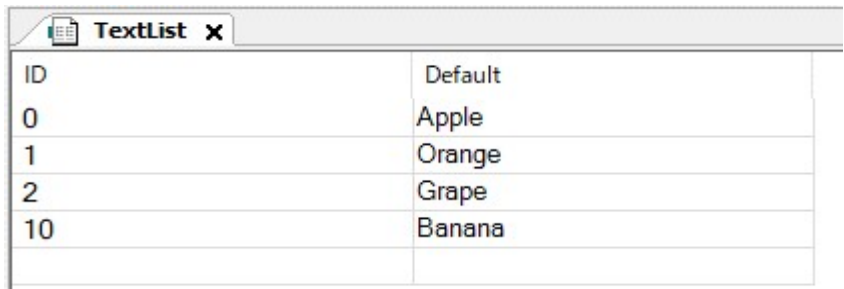 TextList
ID Default
0 Apple
1 Orange
2 Grape
10 Banana